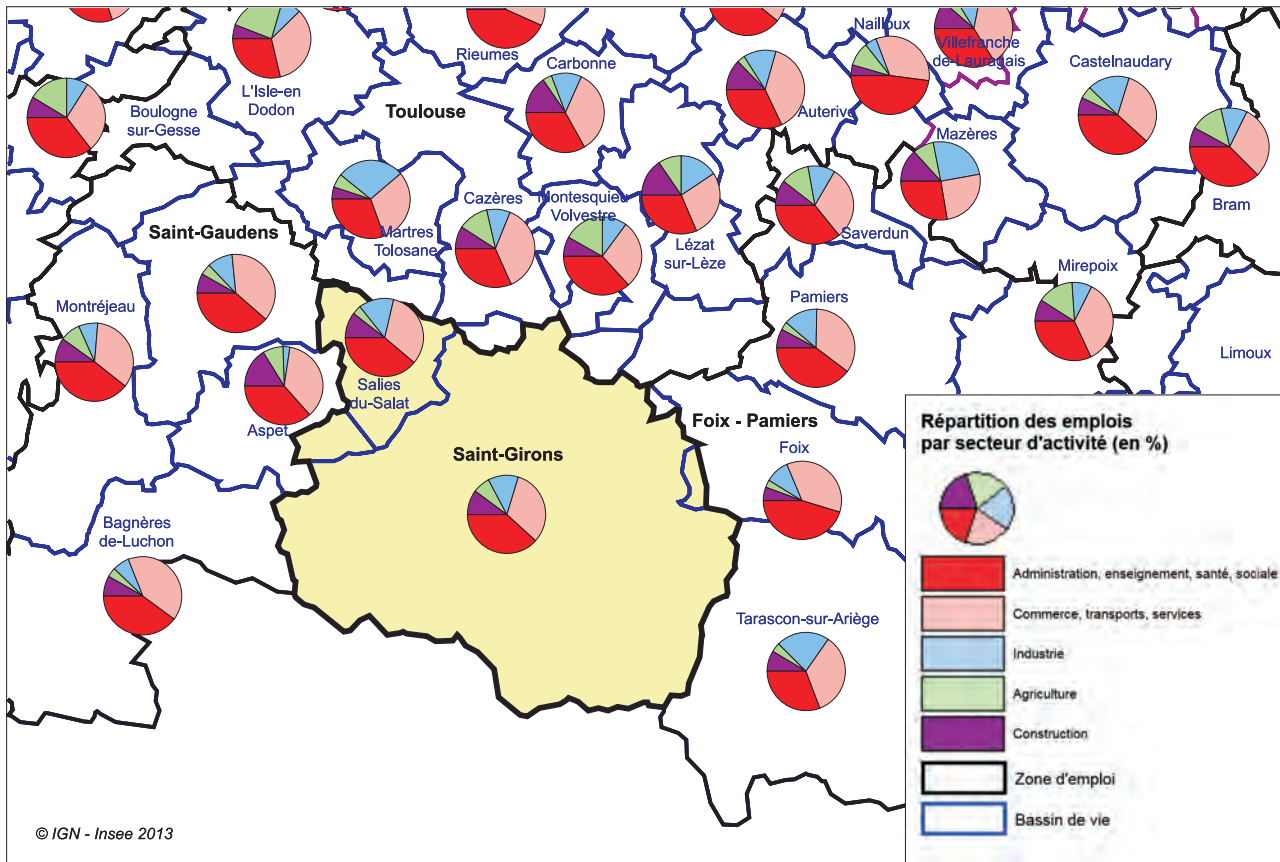 Nailloux
Villefranche
de-Lauragais
Rieumes
Carbonne
Castelnaudary
L'Isle-en
Dodon
Boulogne
sur-Gesse
Toulouse
Auterive
Mazères
Bram
Cazères
Montesquieu
Volvestre
Martres
Tolosane
Lézat
sur-Lèze
Saverdun
Saint-Gaudens
Mirepoix
Montréjeau
Pamiers
Limoux
Salies
du-Salat
Aspet
Foix - Pamiers
Saint-Girons
Foix
Bagnères
de-Luchon
Tarascon-sur-Ariège
Répartition des emplois
par secteur d'activité (en %)
Administration, enseignement, santé, sociale
Commerce, transports, services
Industrie
Agriculture
Construction
Zone d'emploi
Bassin de vie
© IGN - Insee 2013